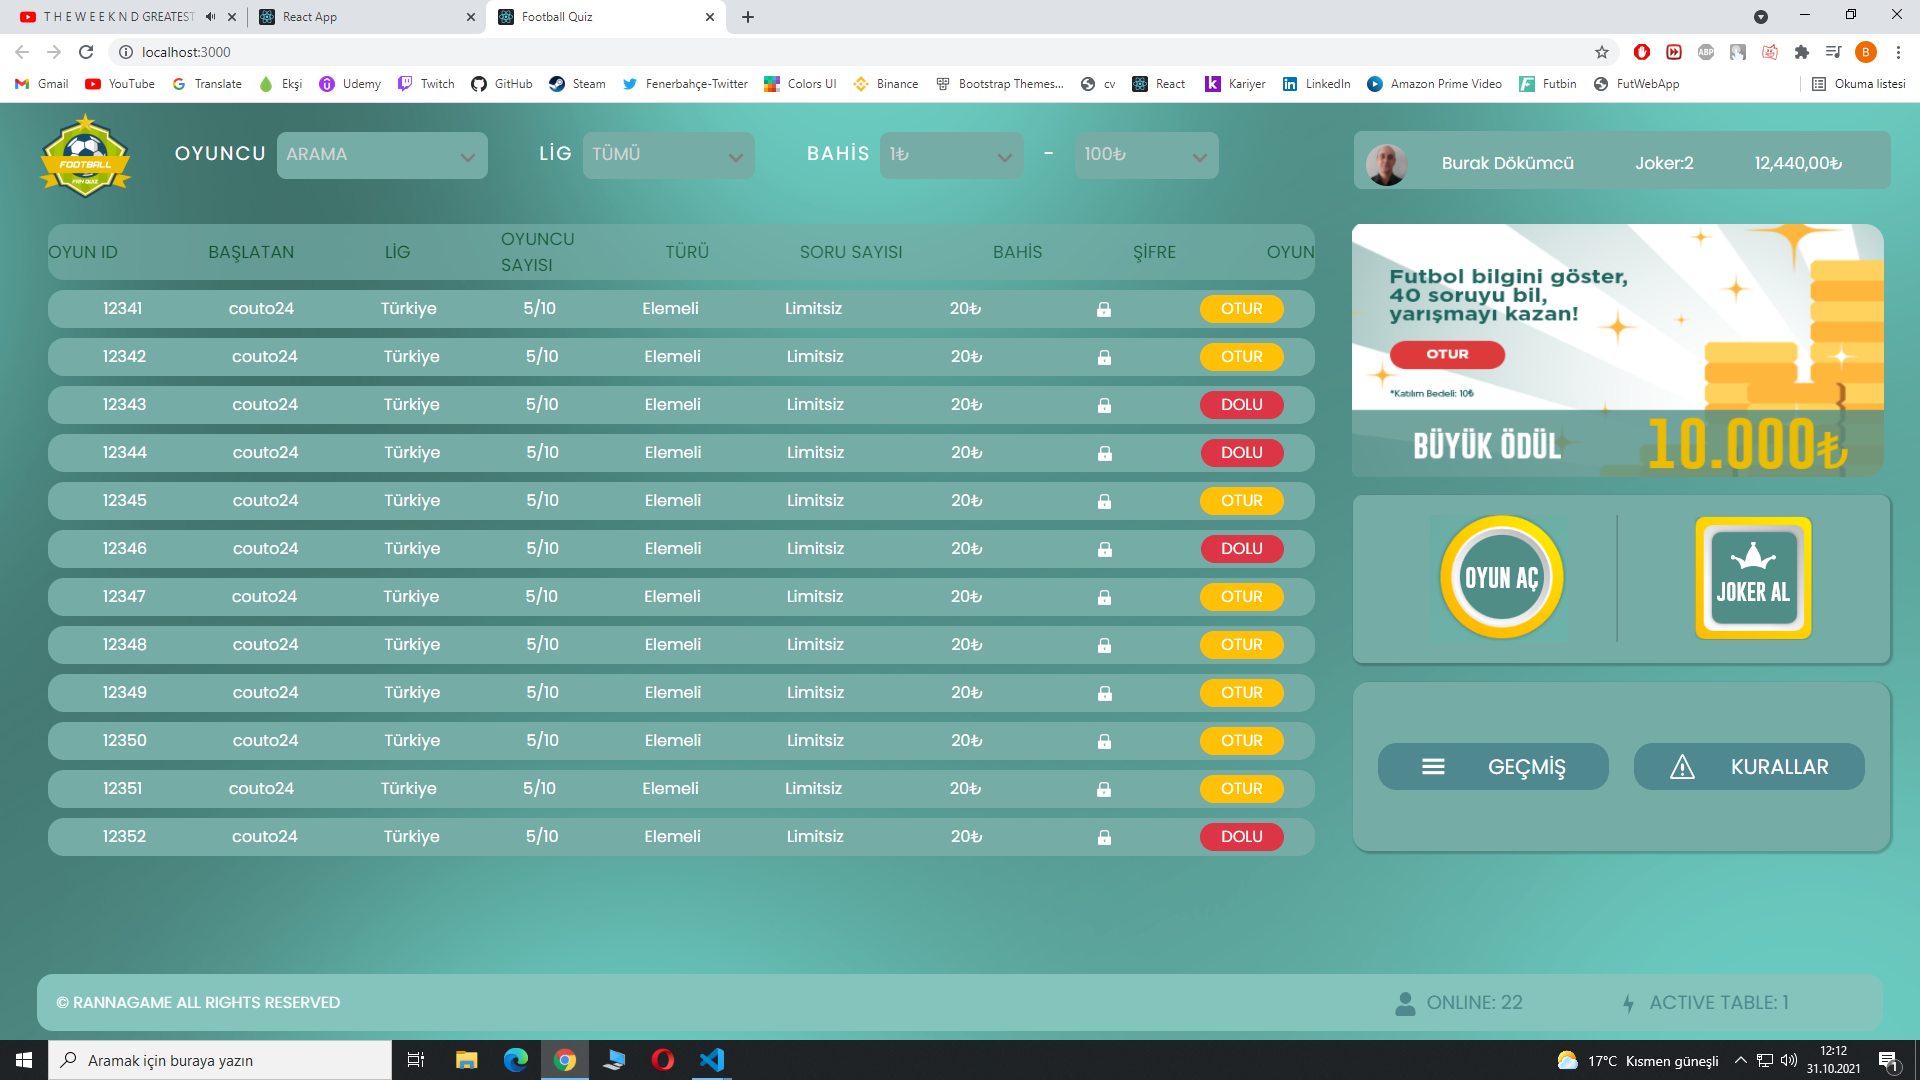 T H E W E E K N D GREATEST
React App
Football Quiz
localhost:3000
ABP
B
Gmail
YouTube
Translate
Ekşi
Udemy
Twitch
GitHub
Steam
Fenerbahçe-Twitter
Colors UI
Binance
Bootstrap Themes...
cv
React
Kariyer
LinkedIn
Amazon Prime Video
Futbin
FutWebApp
Okuma listesi
FOOTBALL
FAN QUIZ
OYUNCU ARAMA
LİG TÜMÜ
BAHİS 1₺ - 100₺
Burak Dökümcü Joker:2 12,440,00₺
OYUN ID BAŞLATAN LİG OYUNCU SAYISI TÜRÜ SORU SAYISI BAHİS ŞİFRE OYUN
12341 couto24 Türkiye 5/10 Elemeli Limitsiz 20₺ OTUR
12342 couto24 Türkiye 5/10 Elemeli Limitsiz 20₺ OTUR
12343 couto24 Türkiye 5/10 Elemeli Limitsiz 20₺ DOLU
12344 couto24 Türkiye 5/10 Elemeli Limitsiz 20₺ DOLU
12345 couto24 Türkiye 5/10 Elemeli Limitsiz 20₺ OTUR
12346 couto24 Türkiye 5/10 Elemeli Limitsiz 20₺ DOLU
12347 couto24 Türkiye 5/10 Elemeli Limitsiz 20₺ OTUR
12348 couto24 Türkiye 5/10 Elemeli Limitsiz 20₺ OTUR
12349 couto24 Türkiye 5/10 Elemeli Limitsiz 20₺ OTUR
12350 couto24 Türkiye 5/10 Elemeli Limitsiz 20₺ OTUR
12351 couto24 Türkiye 5/10 Elemeli Limitsiz 20₺ OTUR
12352 couto24 Türkiye 5/10 Elemeli Limitsiz 20₺ DOLU
Futbol bilgini göster,
40 soruyu bil,
yarışmayı kazan!
OTUR
*Katılım Bedeli: 10₺
BÜYÜK ÖDÜL 10.000₺
OYUN AÇ
JOKER AL
GEÇMİŞ
KURALLAR
© RANNAGAME ALL RIGHTS RESERVED
ONLINE: 22
ACTIVE TABLE: 1
Aramak için buraya yazın
17°C Kısmen güneşli
12:12
31.10.2021
1